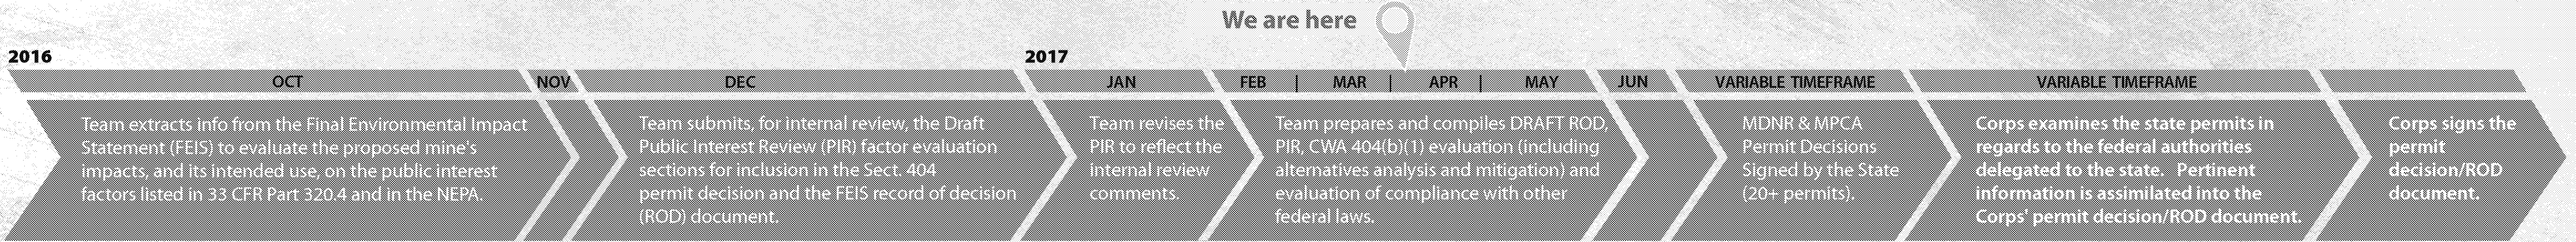 We are here
2016
2017
OCT
NOV
DEC
JAN
FEB | MAR | APR | MAY
JUN
VARIABLE TIMEFRAME
VARIABLE TIMEFRAME
Team extracts info from the Final Environmental Impact
Statement (FEIS) to evaluate the proposed mine's
impacts, and its intended use, on the public interest
factors listed in 33 CFR Part 320.4 and in the NEPA.
Team submits, for internal review, the Draft
Public Interest Review (PIR) factor evaluation
sections for inclusion in the Sect. 404
permit decision and the FEIS record of decision
(ROD) document.
Team revises the
PIR to reflect the
internal review
comments.
Team prepares and compiles DRAFT ROD,
PIR, CWA 404(b)(1) evaluation (including
alternatives analysis and mitigation) and
evaluation of compliance with other
federal laws.
MDNR & MPCA
Permit Decisions
Signed by the State
(20+ permits).
Corps examines the state permits in
regards to the federal authorities
delegated to the state. Pertinent
information is assimilated into the
Corps' permit decision/ROD document.
Corps signs the
permit
decision/ROD
document.